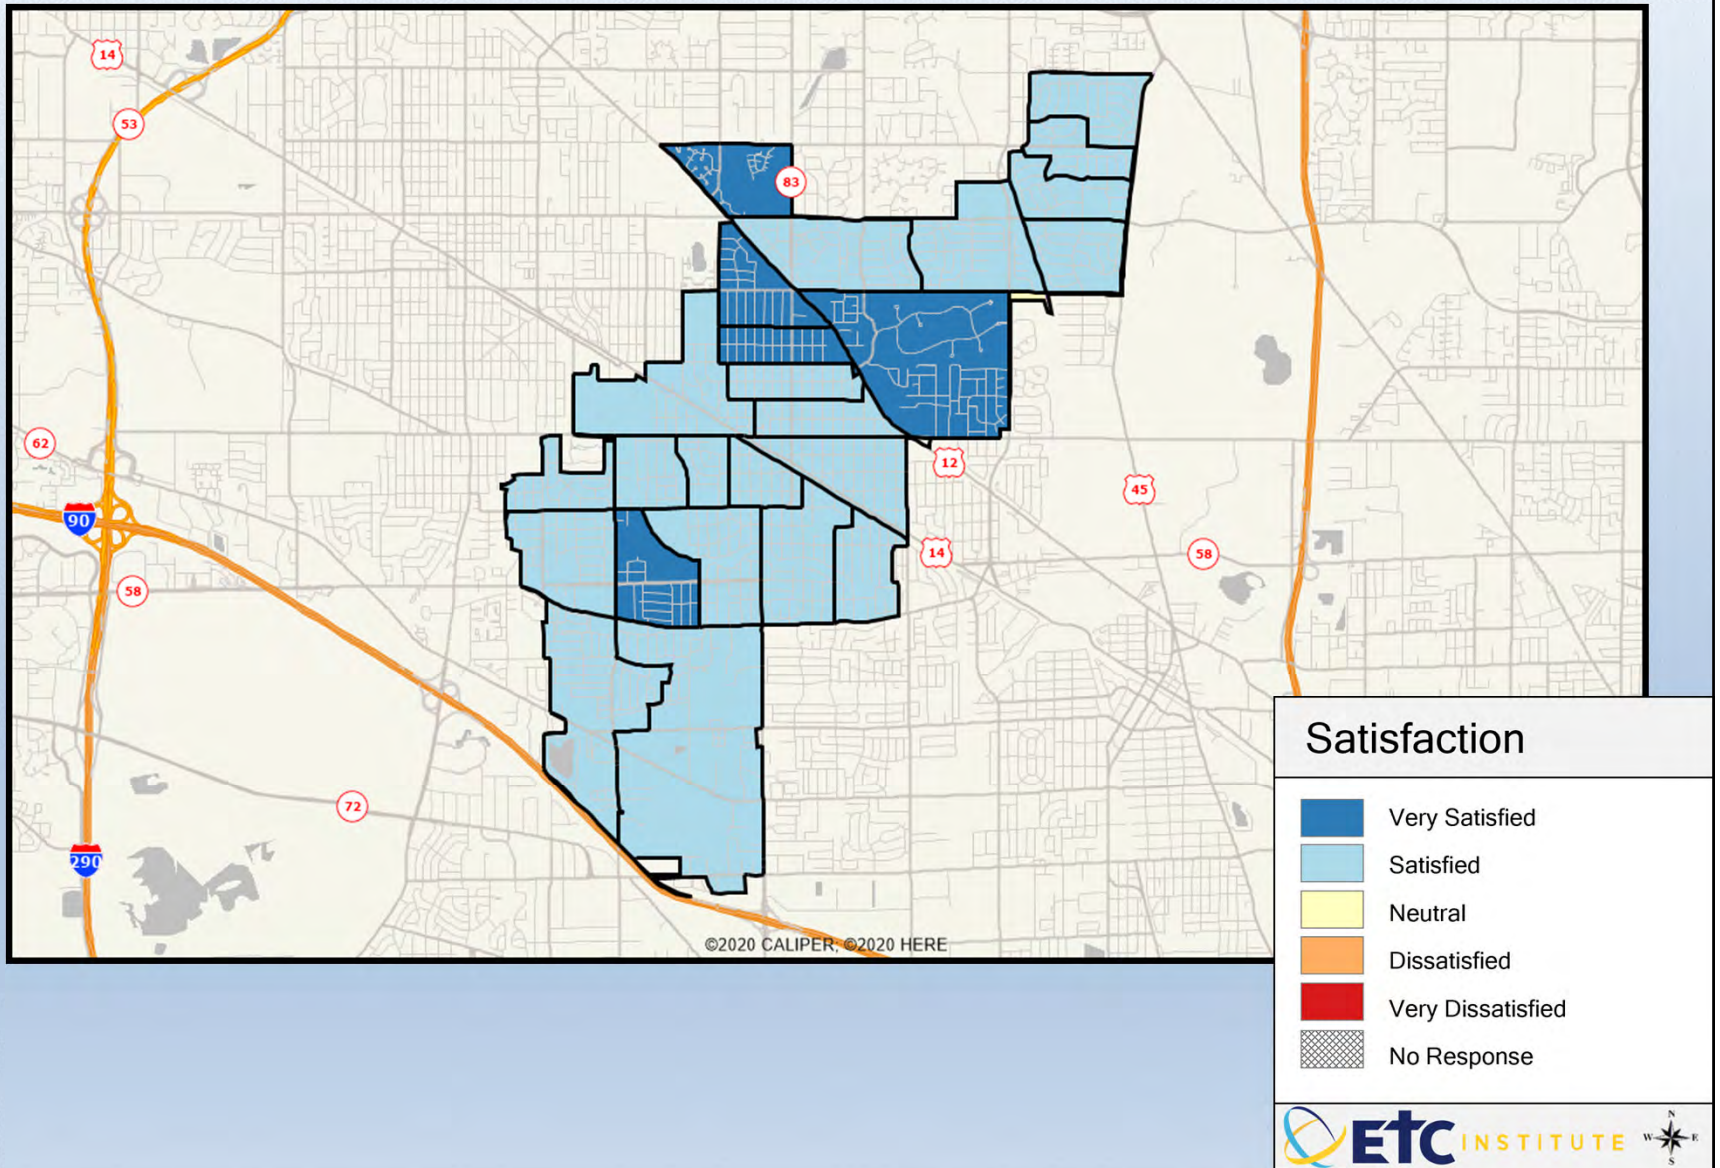 14
53
83
62
12
45
90
14
58
58
72
290
©2020 CALIPER; ©2020 HERE
Satisfaction
Very Satisfied
Satisfied
Neutral
Dissatisfied
Very Dissatisfied
No Response
ETC INSTITUTE
N
W E
S